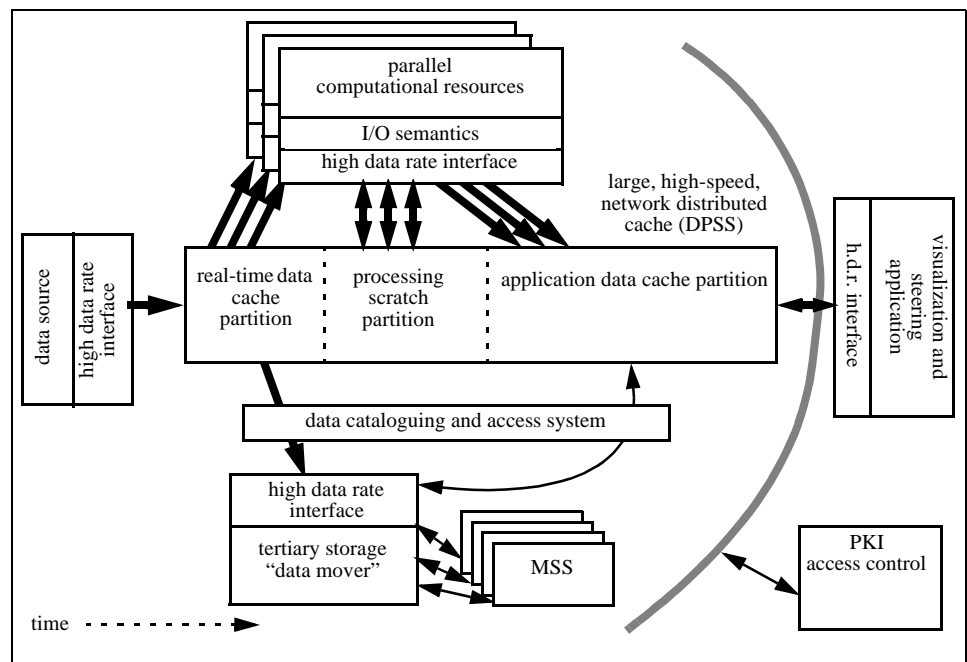 parallel
computational resources
I/O semantics
high data rate interface
large, high-speed,
network distributed
cache (DPSS)
data source
high data rate
interface
real-time data
cache
partition
processing
scratch
partition
application data cache partition
h.d.r. interface
visualization and
steering
application
data cataloguing and access system
high data rate
interface
tertiary storage
“data mover”
MSS
PKI
access control
time